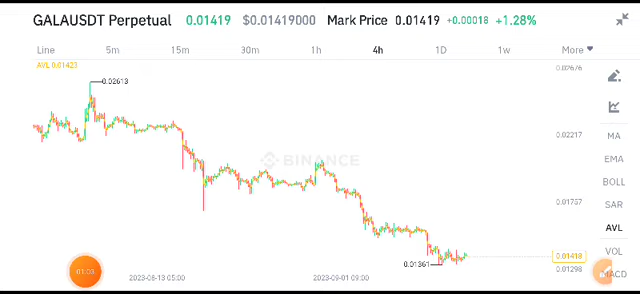 GALAUSDT Perpetual 0.01419 $0.01419000 Mark Price 0.01419 +0.00018 +1.28%
Line 5m 15m 30m 1h 4h 1D 1w More
AVL 0.01423
0.02676
0.02613
0.02217
MA
BINANCE
EMA
BOLL
0.01757
SAR
AVL
VOL
0.01418
0.01361
0.01298
MACD
01:03
2023-08-13 05:00 2023-09-01 09:00